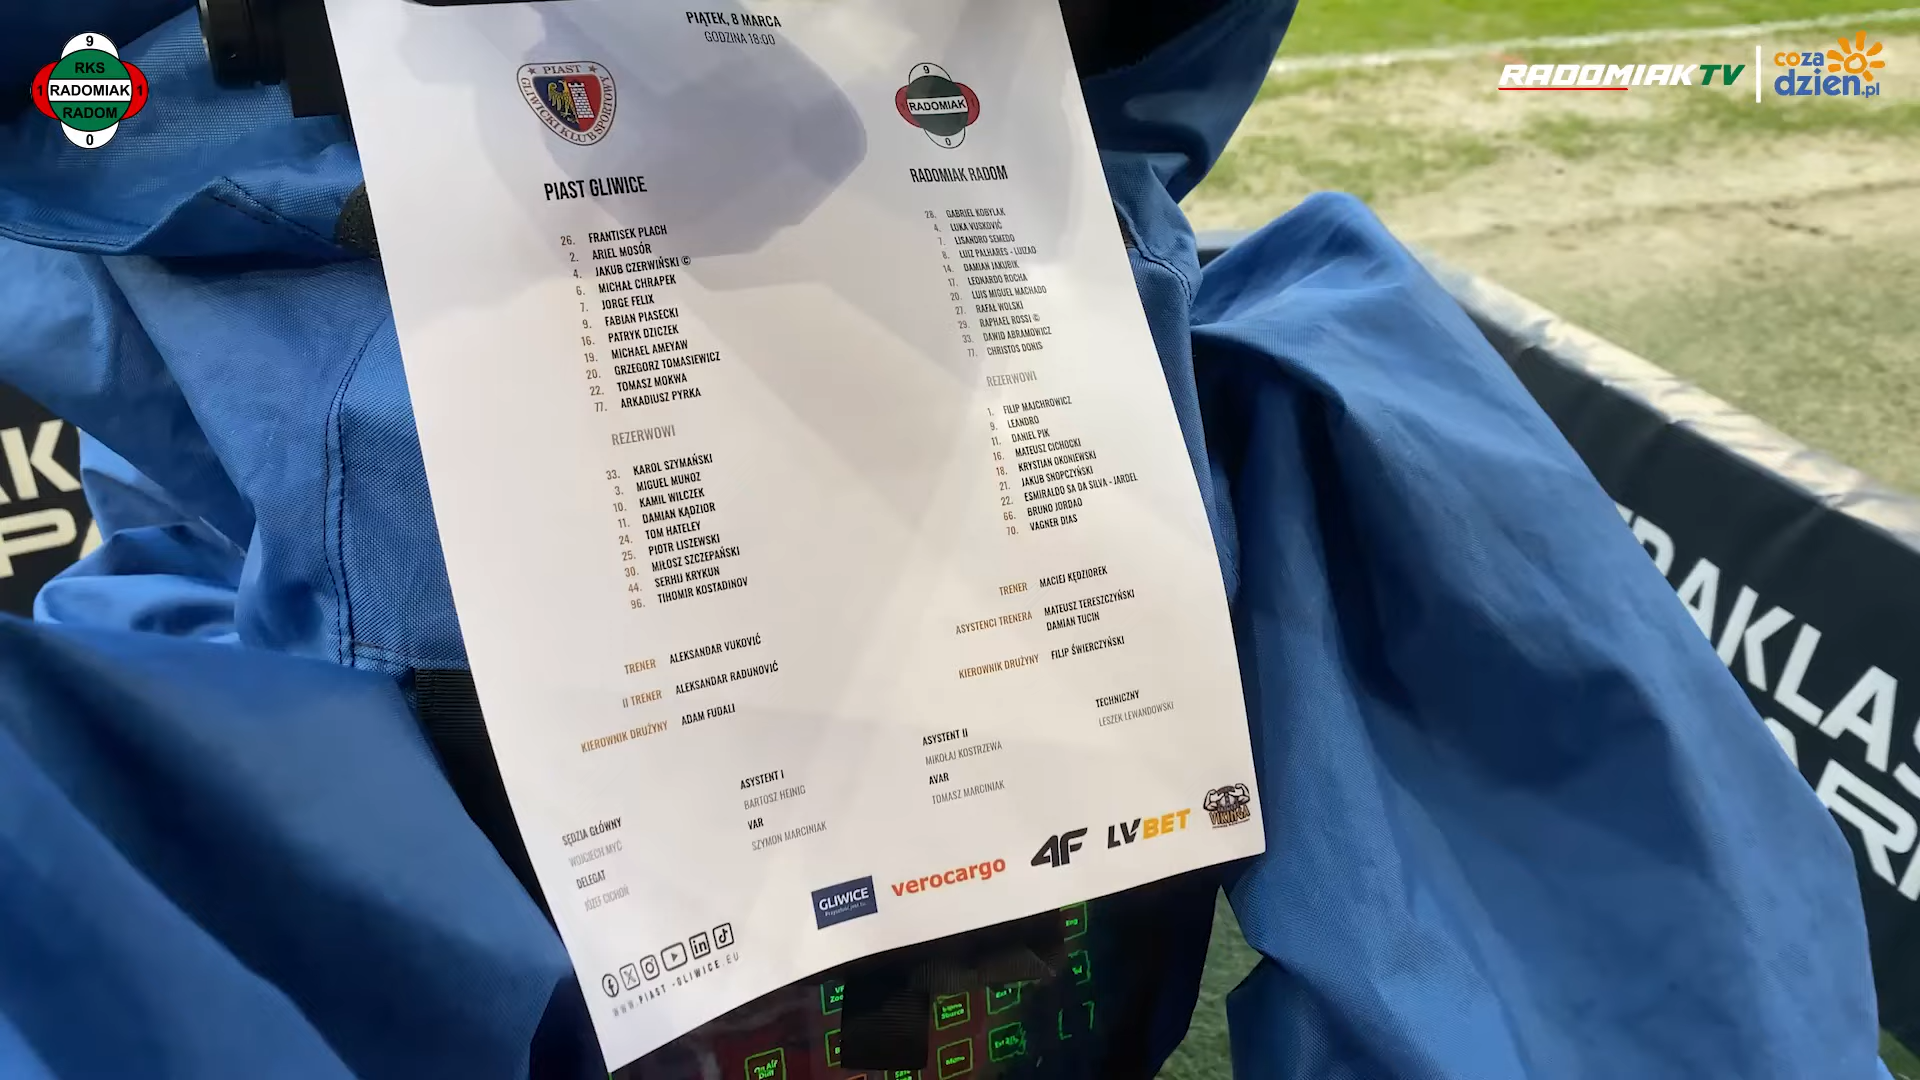 9
RKS
1 RADOMIAK 1
RADOM
0
RADOMIAK TV
cozadzien.pl
PIĄTEK, 8 MARCA
GODZINA 18:00
PIAST
GLIWICKI KLUB SPORTOWY
9
RADOMIAK
0
PIAST GLIWICE
26. FRANTISEK PLACH
2. ARIEL MOSÓR
4. JAKUB CZERWIŃSKI ©
6. MICHAŁ CHRAPEK
7. JORGE FELIX
9. FABIAN PIASECKI
16. PATRYK DZICZEK
19. MICHAEL AMEYAW
20. GRZEGORZ TOMASIEWICZ
22. TOMASZ MOKWA
77. ARKADIUSZ PYRKA
REZERWOWI
33. KAROL SZYMAŃSKI
3. MIGUEL MUNOZ
10. KAMIL WILCZEK
11. DAMIAN KĄDZIOR
24. TOM HATELEY
25. PIOTR LISZEWSKI
30. MIŁOSZ SZCZEPAŃSKI
44. SERHIJ KRYKUN
96. TIHOMIR KOSTADINOV
TRENER ALEKSANDAR VUKOVIĆ
II TRENER ALEKSANDAR RADUNOVIĆ
KIEROWNIK DRUŻYNY ADAM FUDALI
RADOMIAK RADOM
28. GABRIEL KOBYLAK
4. LUKA VUSKOVIĆ
7. LISANDRO SEMEDO
8. LUIZ PALHARES - LUIZAO
14. DAMIAN JAKUBIK
17. LEONARDO ROCHA
20. LUIS MIGUEL MACHADO
27. RAFAŁ WOLSKI
29. RAPHAEL ROSSI ©
33. DAWID ABRAMOWICZ
77. CHRISTOS DONIS
REZERWOWI
1. FILIP MAJCHROWICZ
9. LEANDRO
11. DANIEL PIK
16. MATEUSZ CICHOCKI
18. KRYSTIAN OKONIEWSKI
21. JAKUB SNOPCZYŃSKI
22. ESMIRALDO SA DA SILVA - JARDEL
66. BRUNO JORDAO
70. VAGNER DIAS
TRENER MACIEJ KĘDZIOREK
ASYSTENCI TRENERA MATEUSZ TERESZCZYŃSKI
DAMIAN TUCIN
KIEROWNIK DRUŻYNY FILIP ŚWIERCZYŃSKI
SĘDZIA GŁÓWNY
WOJCIECH MYĆ
DELEGAT
JÓZEF CICHOŃ
ASYSTENT I
BARTOSZ HEINIG
VAR
SZYMON MARCINIAK
ASYSTENT II
MIKOŁAJ KOSTRZEWA
AVAR
TOMASZ MARCINIAK
TECHNICZNY
LESZEK LEWANDOWSKI
GLIWICE
verocargo
4F
LVBET
WWW.PIAST-GLIWICE.EU